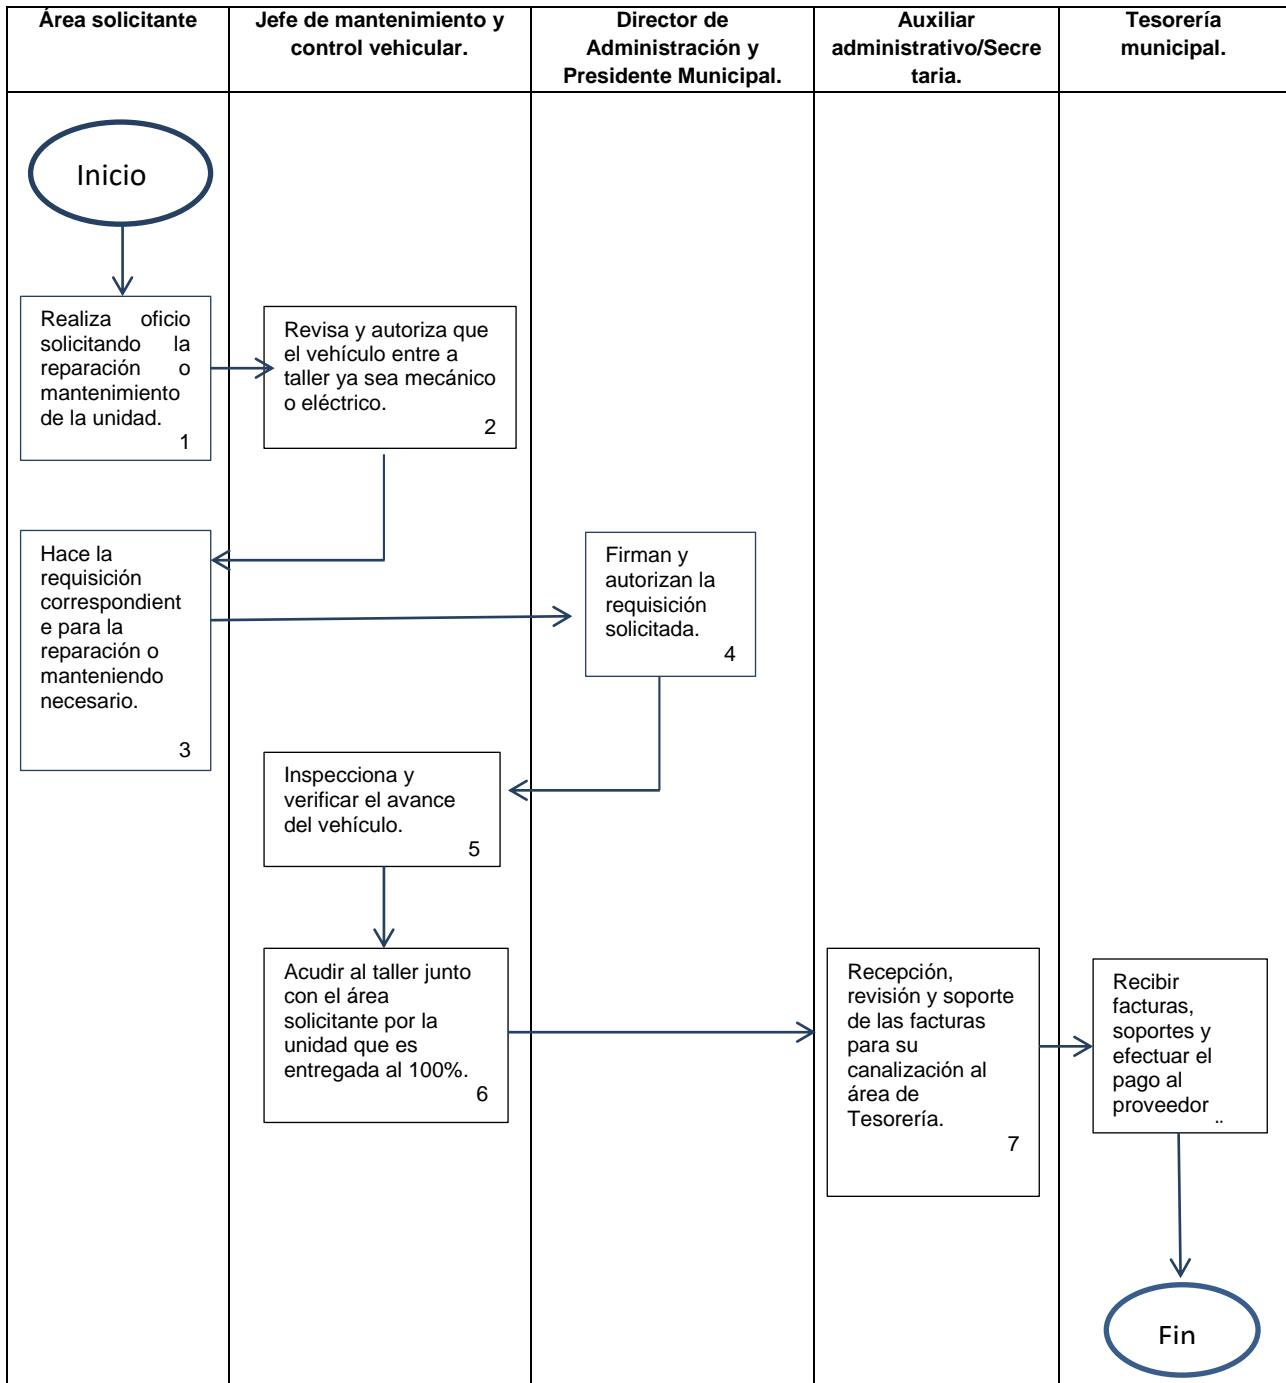 Área solicitante
Jefe de mantenimiento y
control vehicular.
Director de
Administración y
Presidente Municipal.
Auxiliar
administrativo/Secre
taria.
Tesorería
municipal.
Inicio
Realiza oficio
solicitando la
reparación o
mantenimiento
de la unidad.
1
Revisa y autoriza que
el vehículo entre a
taller ya sea mecánico
o eléctrico.
2
Hace la
requisición
correspondient
e para la
reparación o
manteniendo
necesario.
3
Firman y
autorizan la
requisición
solicitada.
4
Inspecciona y
verificar el avance
del vehículo.
5
Acudir al taller junto
con el área
solicitante por la
unidad que es
entregada al 100%.
6
Recepción,
revisión y soporte
de las facturas
para su
canalización al
área de
Tesorería.
7
Recibir
facturas,
soportes y
efectuar el
pago al
proveedor
Fin